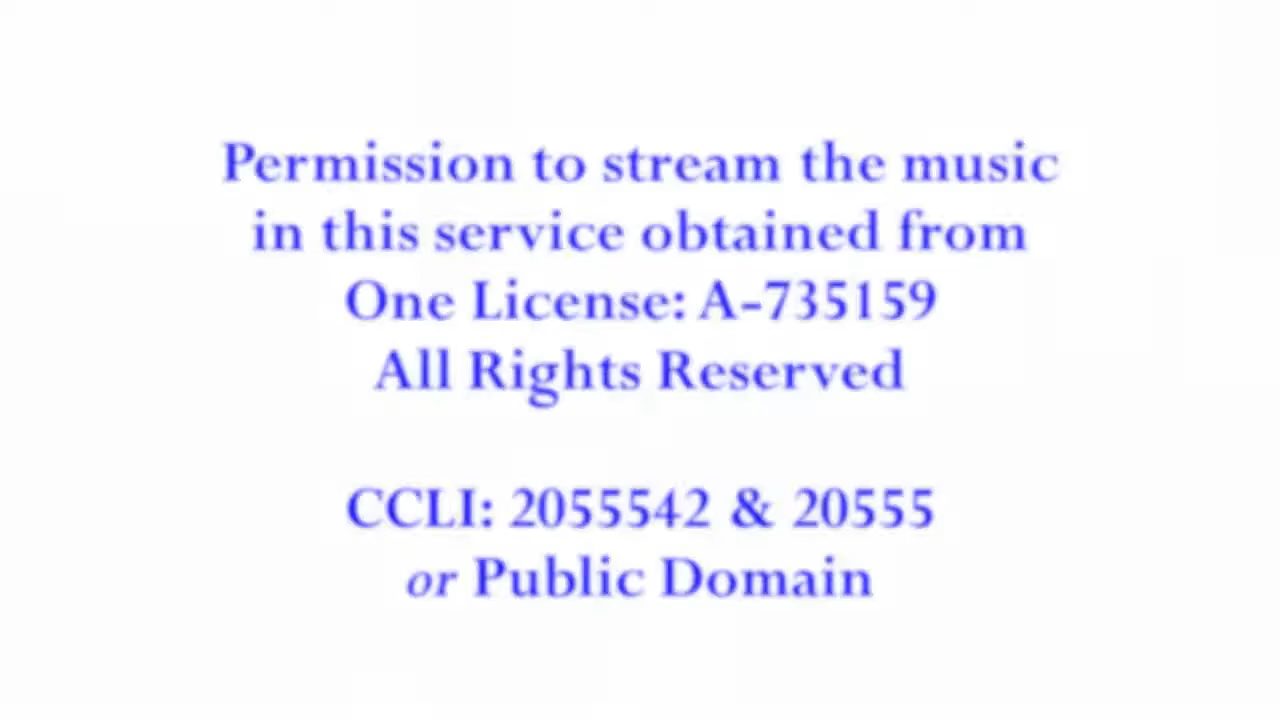 Permission to stream the music
in this service obtained from
One License: A-735159
All Rights Reserved
CCLI: 2055542 & 20555
or Public Domain